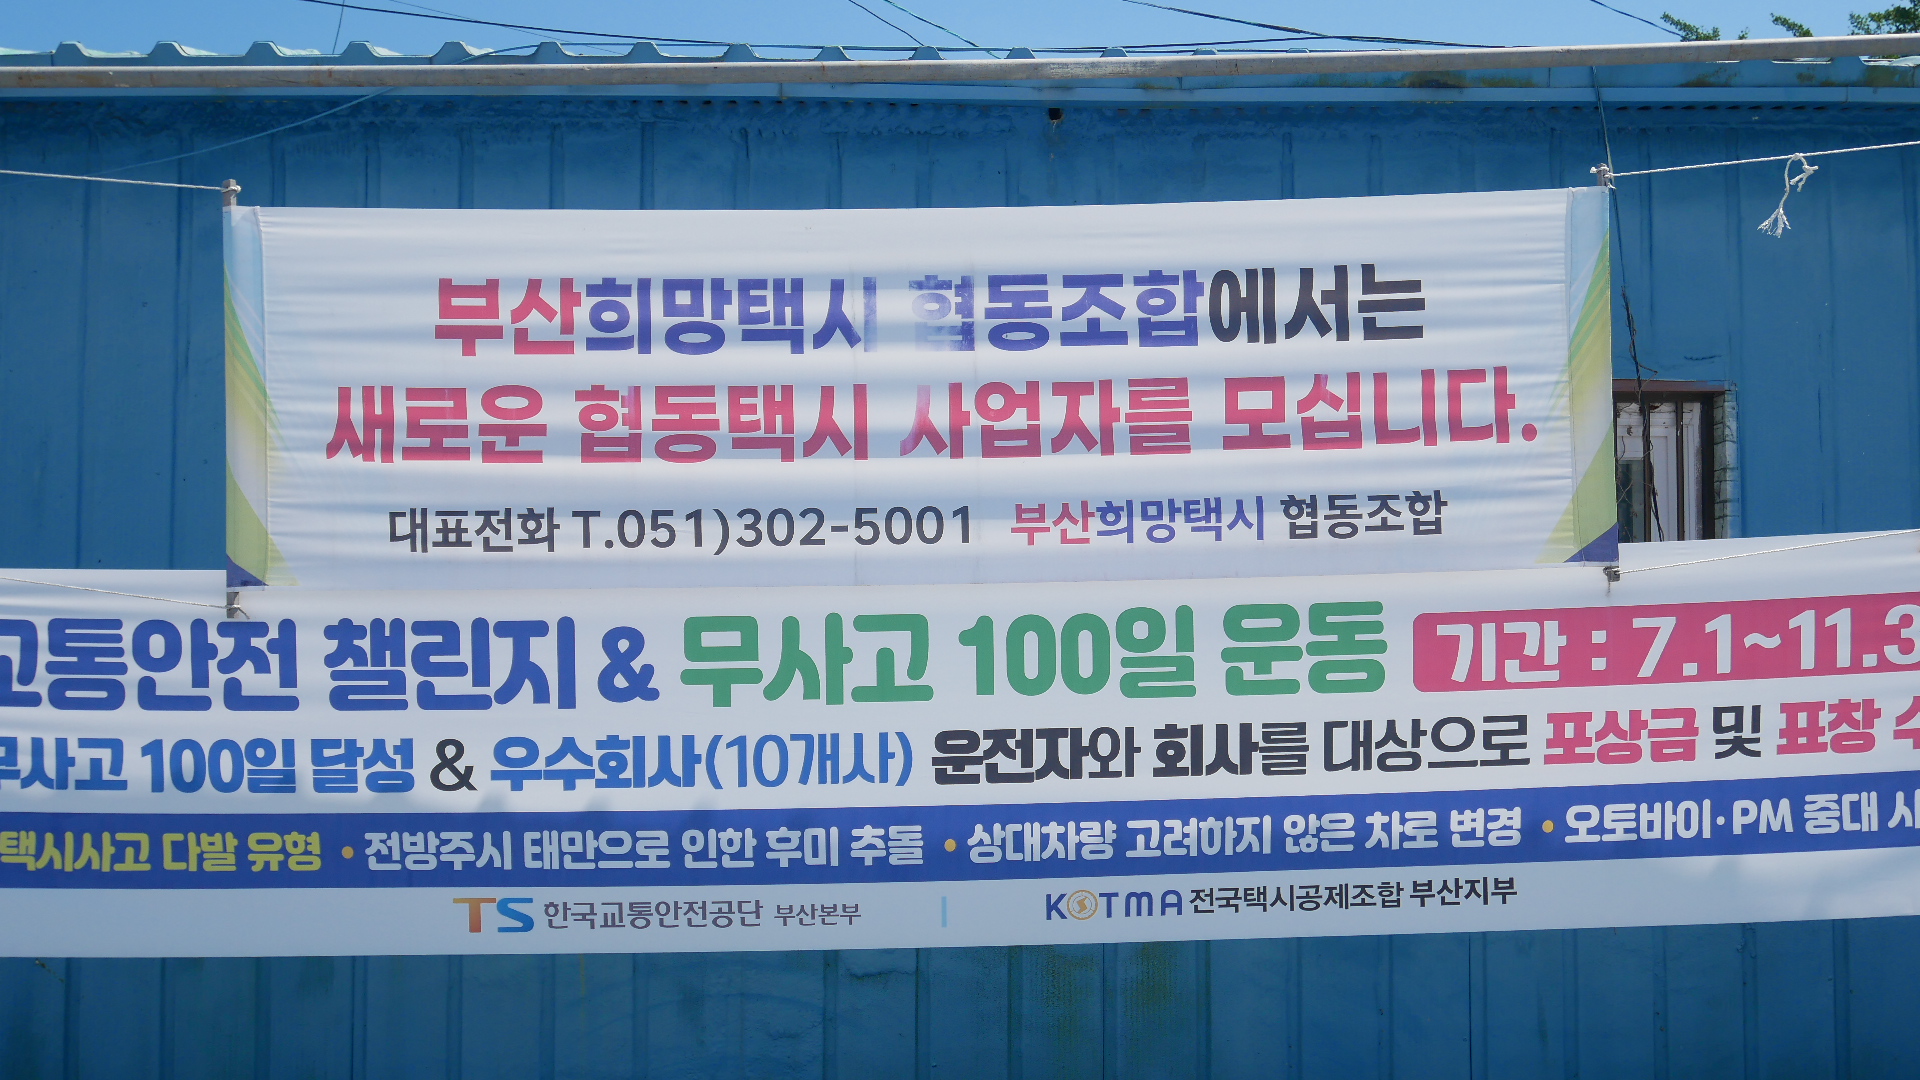 부산희망택시 협동조합에서는
새로운 협동택시 사업자를 모십니다.
대표전화 T.051)302-5001 부산희망택시 협동조합
교통안전 챌린지 & 무사고 100일 운동 기간 : 7.1~11.3
무사고 100일 달성 & 우수회사(10개사) 운전자와 회사를 대상으로 포상금 및 표창
택시사고 다발 유형 • 전방주시 태만으로 인한 후미 추돌 • 상대차량 고려하지 않은 차로 변경 • 오토바이·PM 중대
TS 한국교통안전공단 부산본부 | KOTMA 전국택시공제조합 부산지부